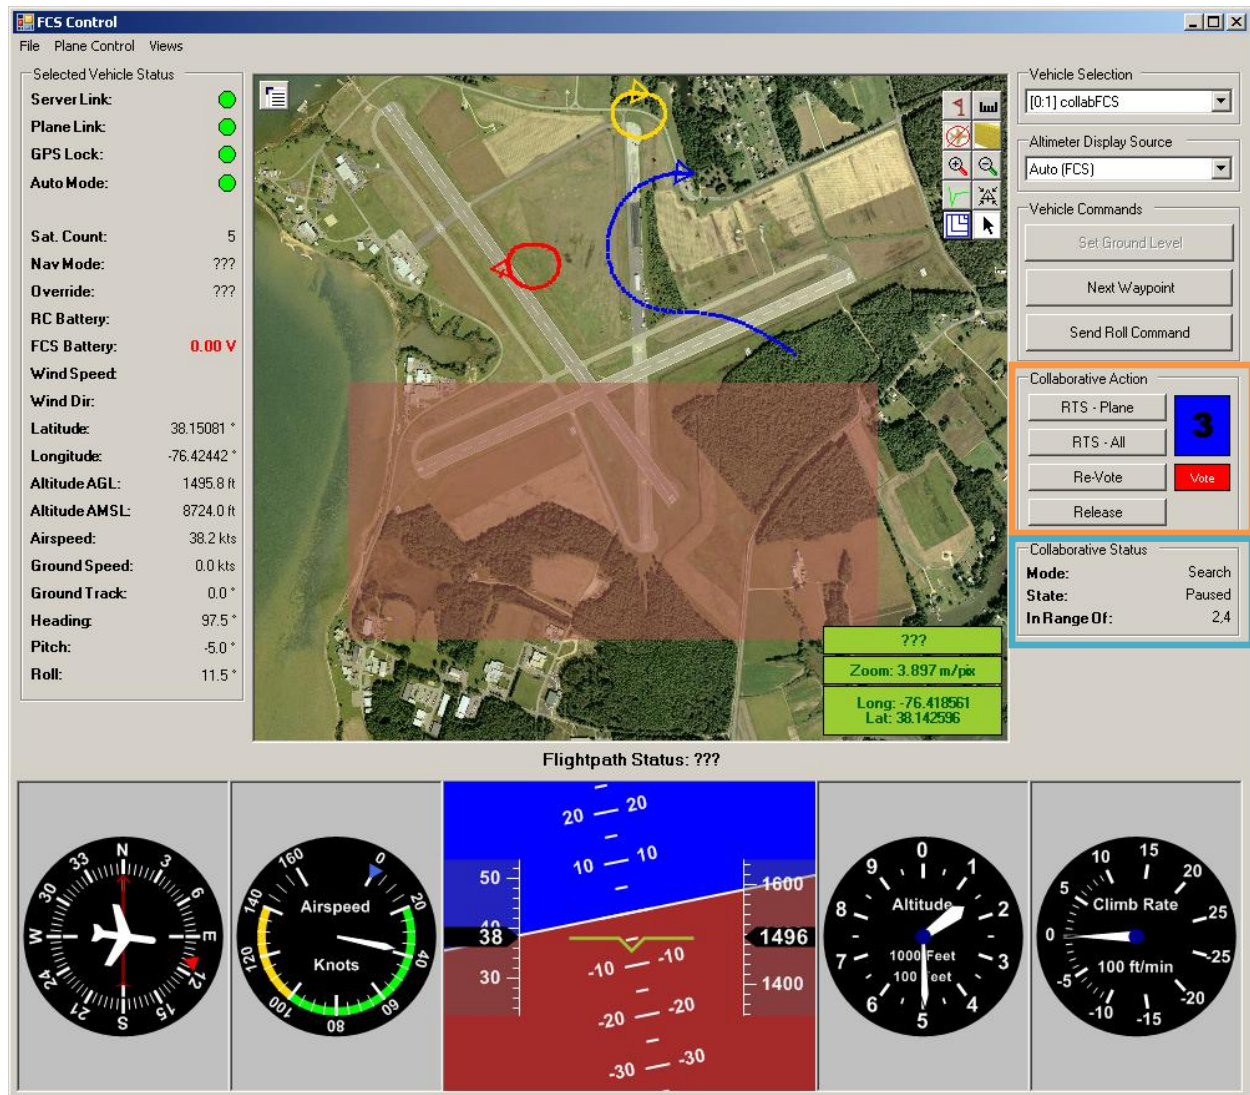 FCS Control
File Plane Control Views
Selected Vehicle Status
Server Link:
Plane Link:
GPS Lock:
Auto Mode:
Sat. Count: 5
Nav Mode: ???
Override: ???
RC Battery:
FCS Battery: 0.00 V
Wind Speed:
Wind Dir:
Latitude: 38.15081 °
Longitude: -76.42442 °
Altitude AGL: 1495.8 ft
Altitude AMSL: 8724.0 ft
Airspeed: 38.2 kts
Ground Speed: 0.0 kts
Ground Track: 0.0 °
Heading: 97.5 °
Pitch: -5.0 °
Roll: 11.5 °
???
Zoom: 3.897 m/pix
Long: -76.418561
Lat: 38.142596
Vehicle Selection
[0:1] collabFCS
Altimeter Display Source
Auto (FCS)
Vehicle Commands
Set Ground Level
Next Waypoint
Send Roll Command
Collaborative Action
RTS - Plane
3
RTS - All
Re-Vote
Vote
Release
Collaborative Status
Mode: Search
State: Paused
In Range Of: 2,4
Flightpath Status: ???
N 3 6 E 12 15 S 21 24 W 30 33
Airspeed
Knots
0 20 40 60 80 100 120 140 160
20 20
10 10
-10 -10
-20 -20
-30 -30
50
40
38
30
1600
1496
1400
Altitude
1000 Feet
100 Feet
0 1 2 3 4 5 6 7 8 9
Climb Rate
100 ft/min
0 5 10 15 20 25
-5 -10 -15 -20 -25